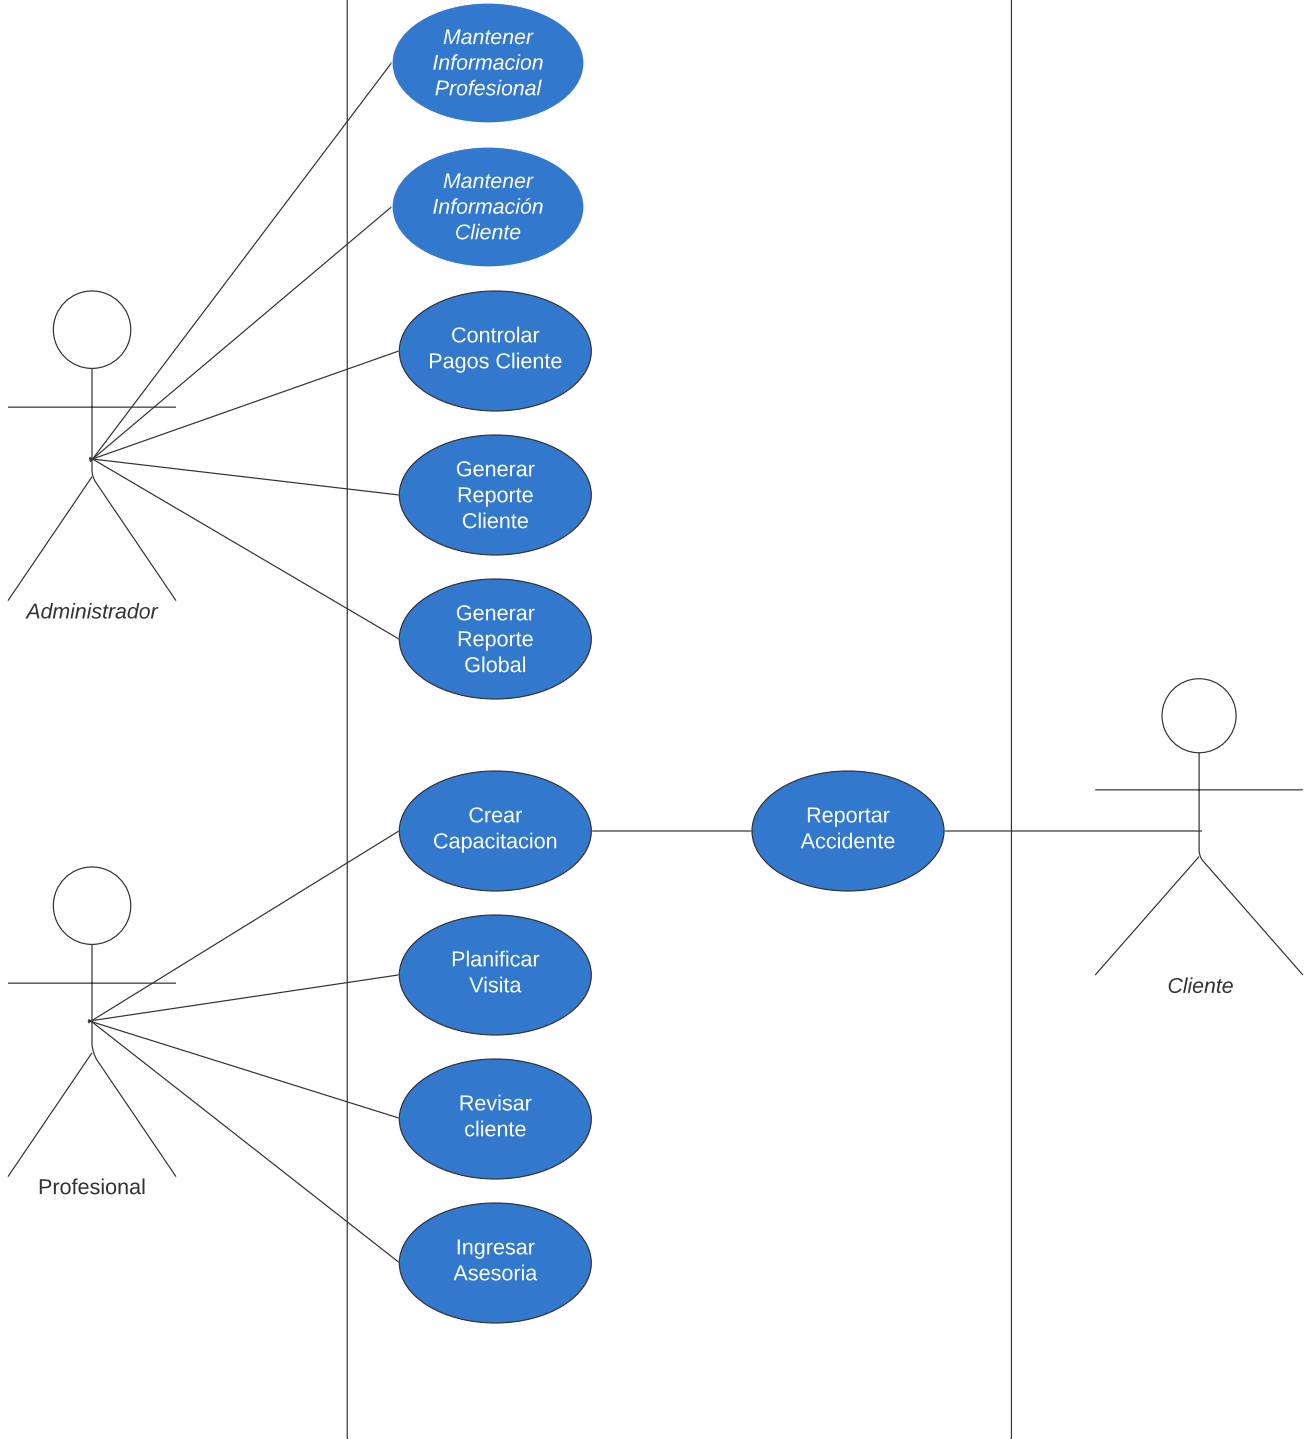 Mantener
Informacion
Profesional
Mantener
Información
Cliente
Controlar
Pagos Cliente
Generar
Reporte
Cliente
Generar
Reporte
Global
Administrador
Crear
Capacitacion
Reportar
Accidente
Planificar
Visita
Cliente
Revisar
cliente
Profesional
Ingresar
Asesoria